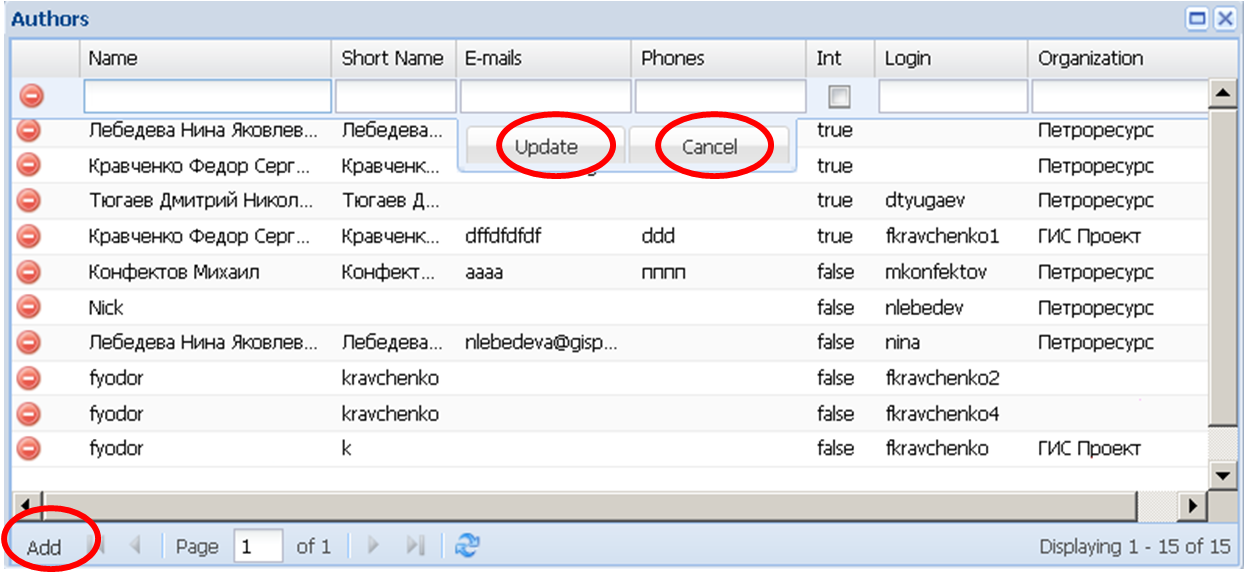 Authors
Name Short Name E-mails Phones Int Login Organization
Лебедева Нина Яковлев... Лебедева... true Петроресурс
Update Cancel
Кравченко Федор Серг... Кравченк... true Петроресурс
Тюгаев Дмитрий Никол... Тюгаев Д... true dtyugaev Петроресурс
Кравченко Федор Серг... Кравченк... dffdfdfdf ddd true fkravchenko1 ГИС Проект
Конфектов Михаил Конфект... аааа пппп false mkonfektov Петроресурс
Nick false nlebedev Петроресурс
Лебедева Нина Яковлев... Лебедева... nlebedeva@gisp... false nina Петроресурс
fyodor kravchenko false fkravchenko2
fyodor kravchenko false fkravchenko4
fyodor k false fkravchenko ГИС Проект
Add Page 1 of 1 Displaying 1 - 15 of 15